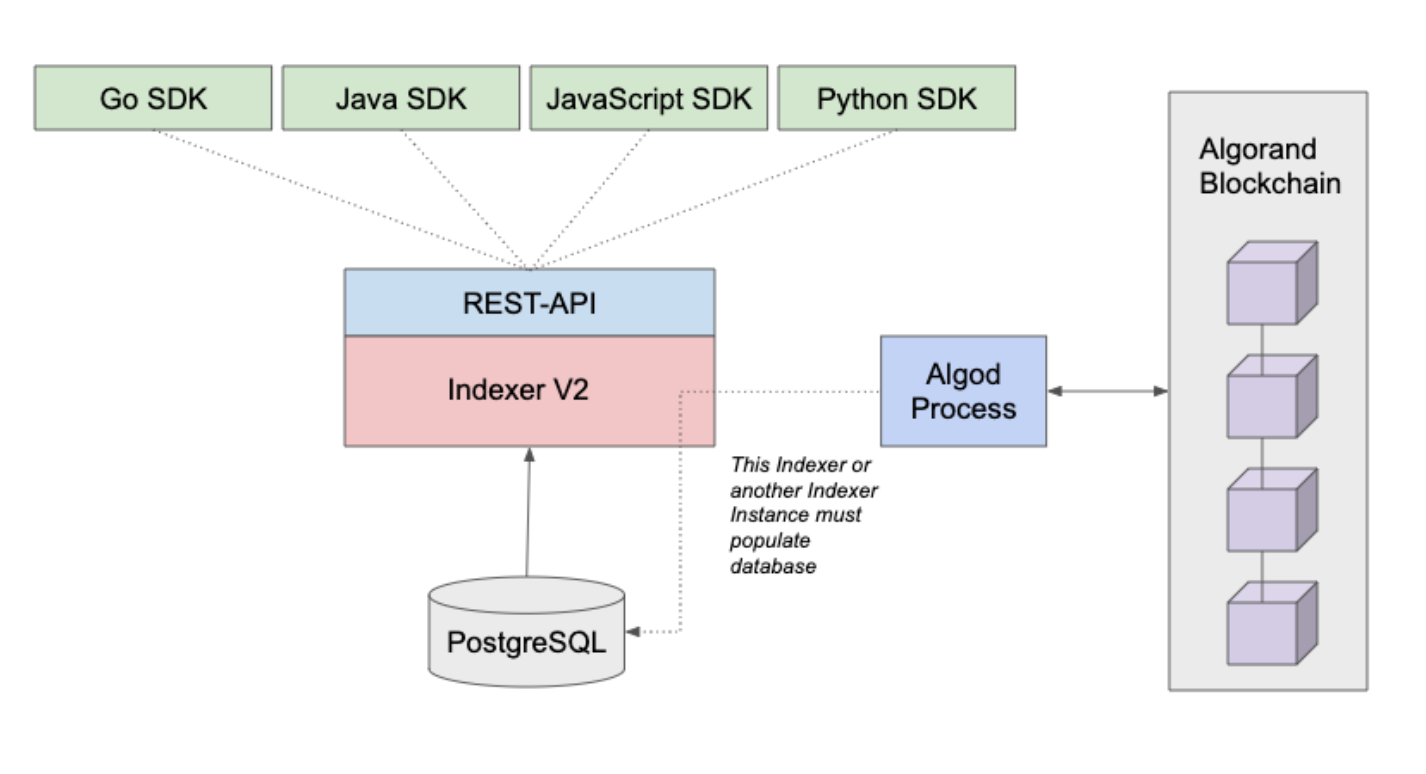 Go SDK
Java SDK
JavaScript SDK
Python SDK
Algorand
Blockchain
REST-API
Indexer V2
Algod
Process
This Indexer or
another Indexer
Instance must
populate
database
PostgreSQL